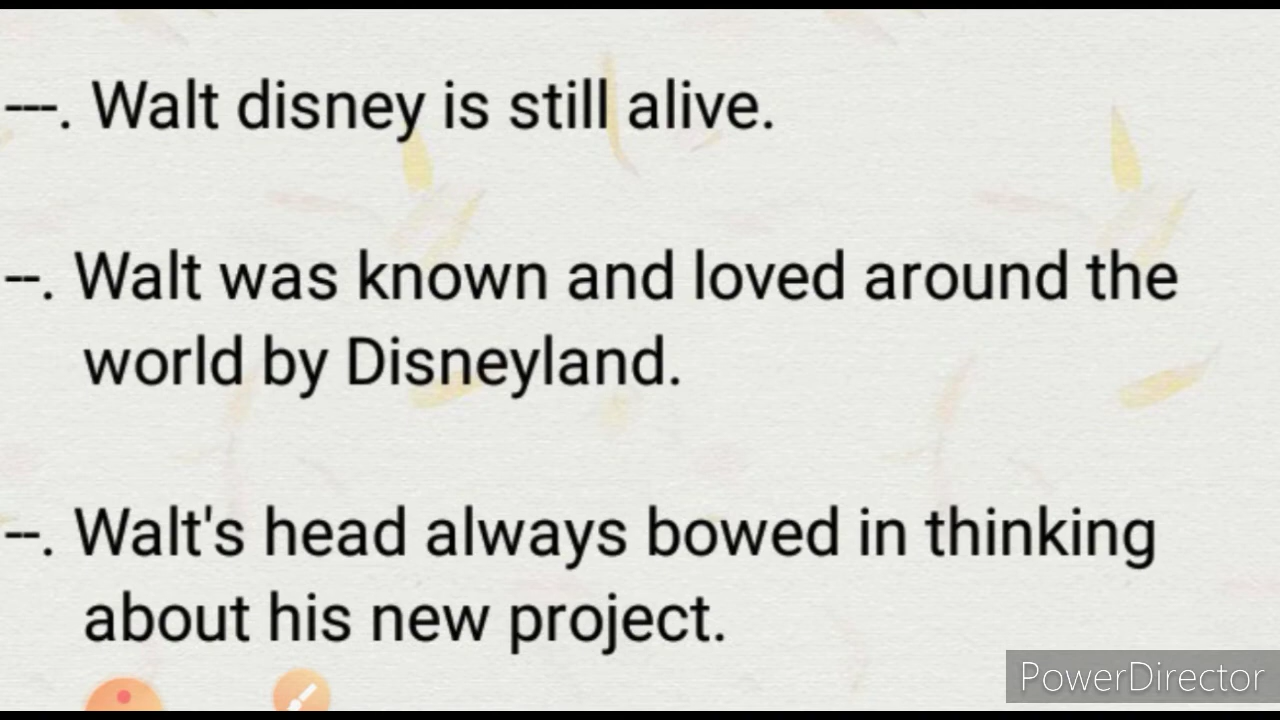 ---. Walt disney is still alive.
--. Walt was known and loved around the
world by Disneyland.
--. Walt's head always bowed in thinking
about his new project.
PowerDirector